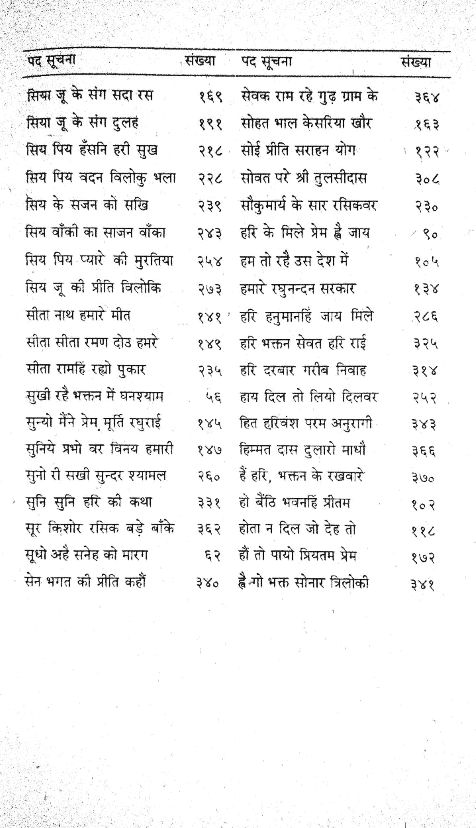 पद सूचना संख्या पद सूचना संख्या
सिया जू के संग सदा रस १६९ सेवक राम रहे गुढ़ ग्राम के ३६४
सिया जू के संग दुलह १९१ सोहत भाल केसरिया खौर १६३
सिय पिय हँसनि हरी सुख २१८ सोई प्रीति सराहन योग १२२
सिय पिय वदन विलोकु भला २२८ सोवत परे श्री तुलसीदास ३०८
सिय के सजन को सखि २३९ सौकुमार्य के सार रसिकवर २३०
सिय बाँकी का साजन वाँका २४३ हरि के मिले प्रेम ह्वै जाय ९०
सिय पिय प्यारे की मुरतिया २५४ हम तो रहै उस देश में १०५
सिय जू की प्रीति विलोकि २७३ हमारे रघुनन्दन सरकार १३४
सीता नाथ हमारे मीत १४१ हरि हनुमानहिं जाय मिले २८६
सीता सीता रमण दोउ हमरे १४९ हरि भक्तन सेवत हरि राई ३२५
सीता रामहिं रह्यो पुकार २३५ हरि दरबार गरीब निवाह ३१४
सुखी रहै भक्तन में घनश्याम ५६ हाय दिल तो लियो दिलवर २५२
सुन्यो मैंने प्रेम, मूर्ति रघुराई १४५ हित हरिवंश परम अनुरागी ३४३
सुनिये प्रभो वर विनय हमारी १४७ हिम्मत दास दुलारो माधौ ३६६
सुनो री सखी सुन्दर श्यामल २६० हैं हरि, भक्तन के रखवारे ३७०
सुनि सुनि हरि की कथा ३३१ हो बैंठि भवनहिं प्रीतम १०२
सूर किशोर रसिक बड़े बाँके ३६२ होता न दिल जो देह तो ११८
सूधो अहै सनेह को मारग ६२ हौं तो पायो प्रियतम प्रेम १७२
सेन भगत की प्रीति कहौं ३४० ह्वै गो भक्त सोनार त्रिलोकी ३४१